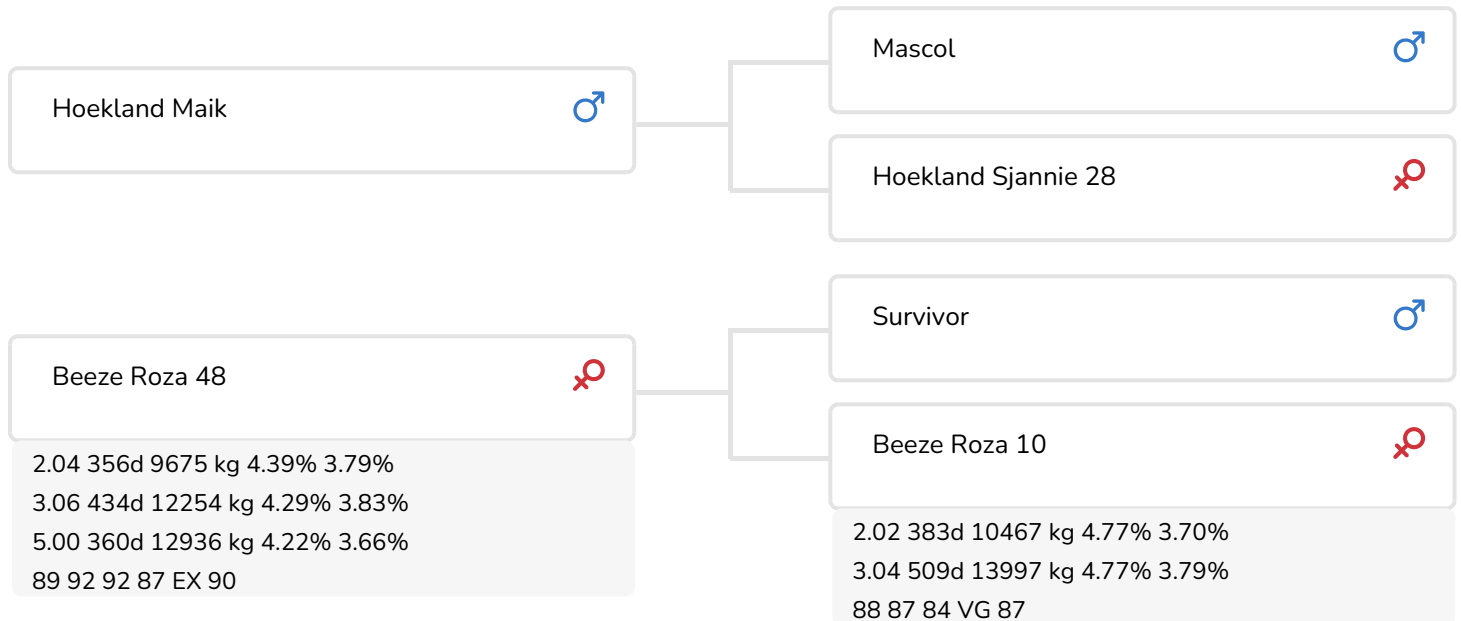 Hoekland Maik
Mascol
Hoekland Sjannie 28
Beeze Roza 48
2.04 356d 9675 kg 4.39% 3.79%
3.06 434d 12254 kg 4.29% 3.83%
5.00 360d 12936 kg 4.22% 3.66%
89 92 92 87 EX 90
Survivor
Beeze Roza 10
2.02 383d 10467 kg 4.77% 3.70%
3.04 509d 13997 kg 4.77% 3.79%
88 87 84 VG 87